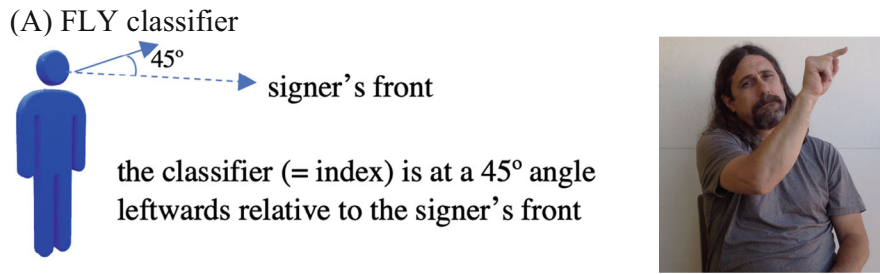 (A) FLY classifier
45º
signer’s front
the classifier (= index) is at a 45º angle
leftwards relative to the signer’s front